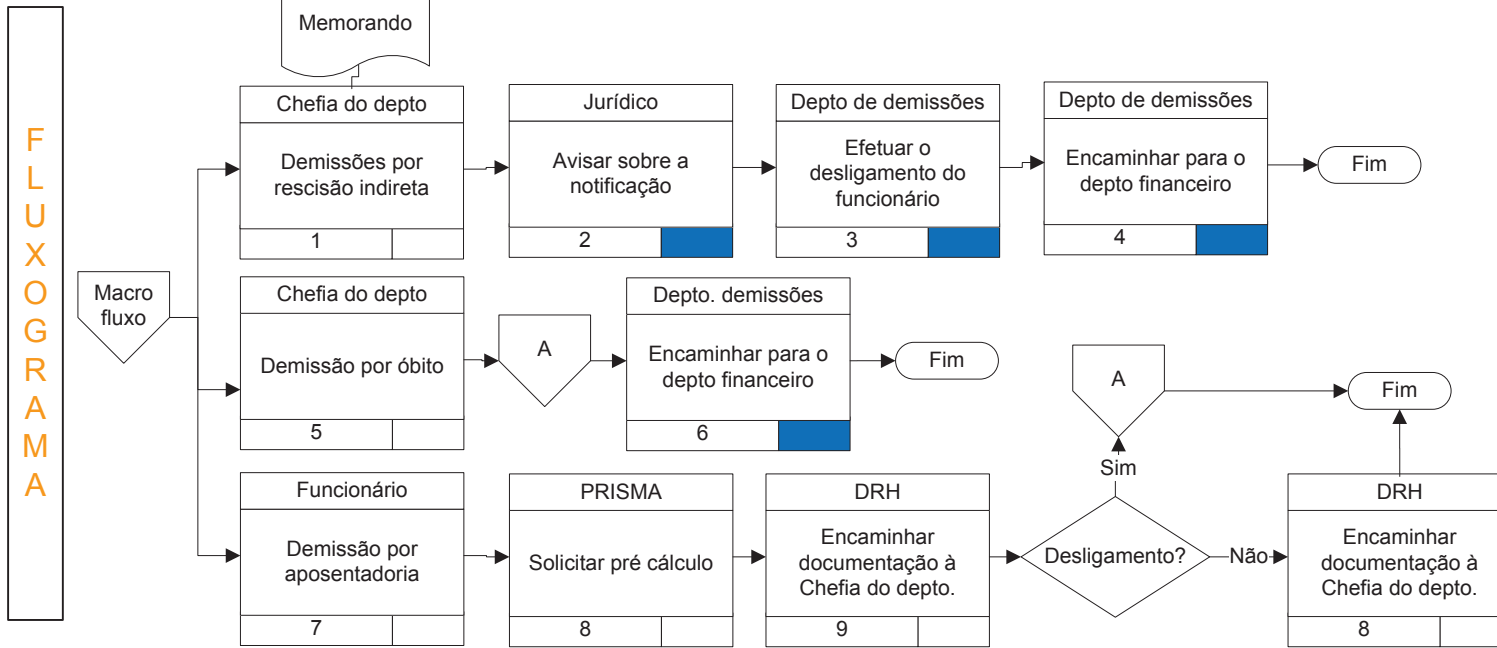 FLUXOGRAMA
Memorando
Macro
fluxo
Chefia do depto
Demissões por
rescisão indireta
1
Jurídico
Avisar sobre a
notificação
2
Depto de demissões
Efetuar o
desligamento do
funcionário
3
Depto de demissões
Encaminhar para o
depto financeiro
4
Fim
Chefia do depto
Demissão por óbito
5
A
Depto. demissões
Encaminhar para o
depto financeiro
6
Fim
Funcionário
Demissão por
aposentadoria
7
PRISMA
Solicitar pré cálculo
8
DRH
Encaminhar
documentação à
Chefia do depto.
9
Desligamento?
Sim
A
Fim
Não
DRH
Encaminhar
documentação à
Chefia do depto.
8